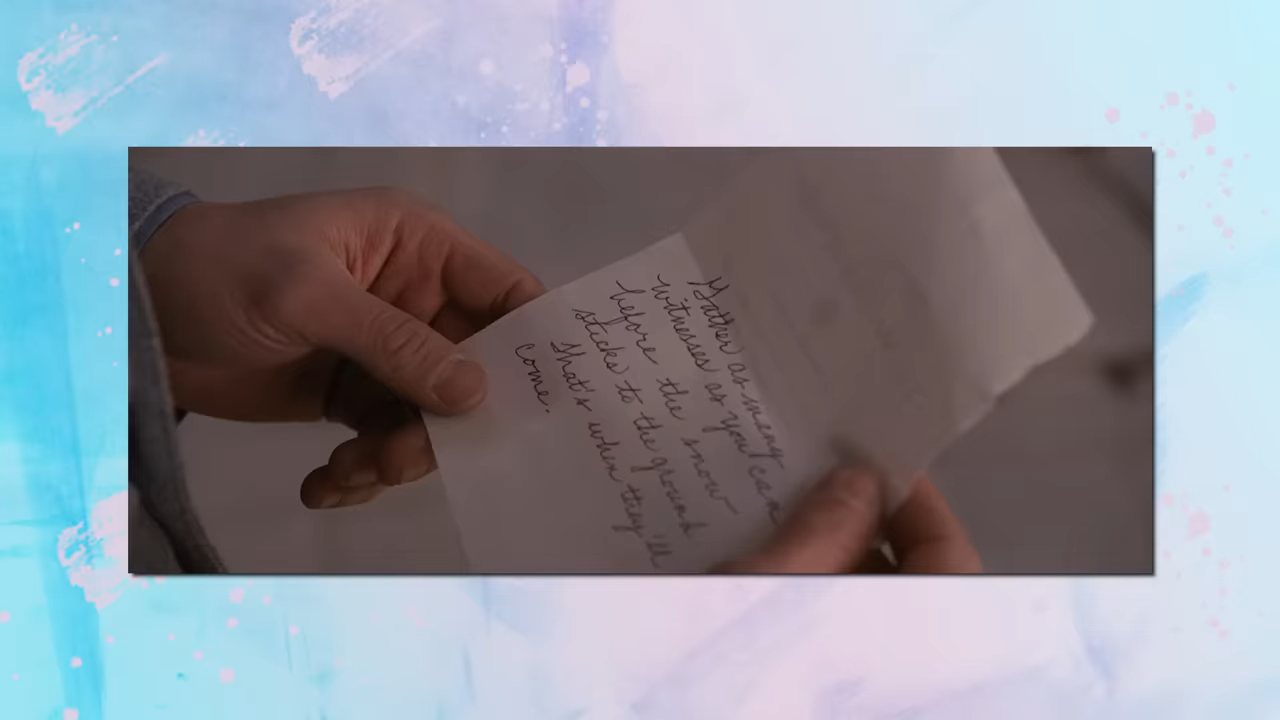 Gather as many
witnesses as you can
before the snow
sticks to the ground
That's when they'll
come.